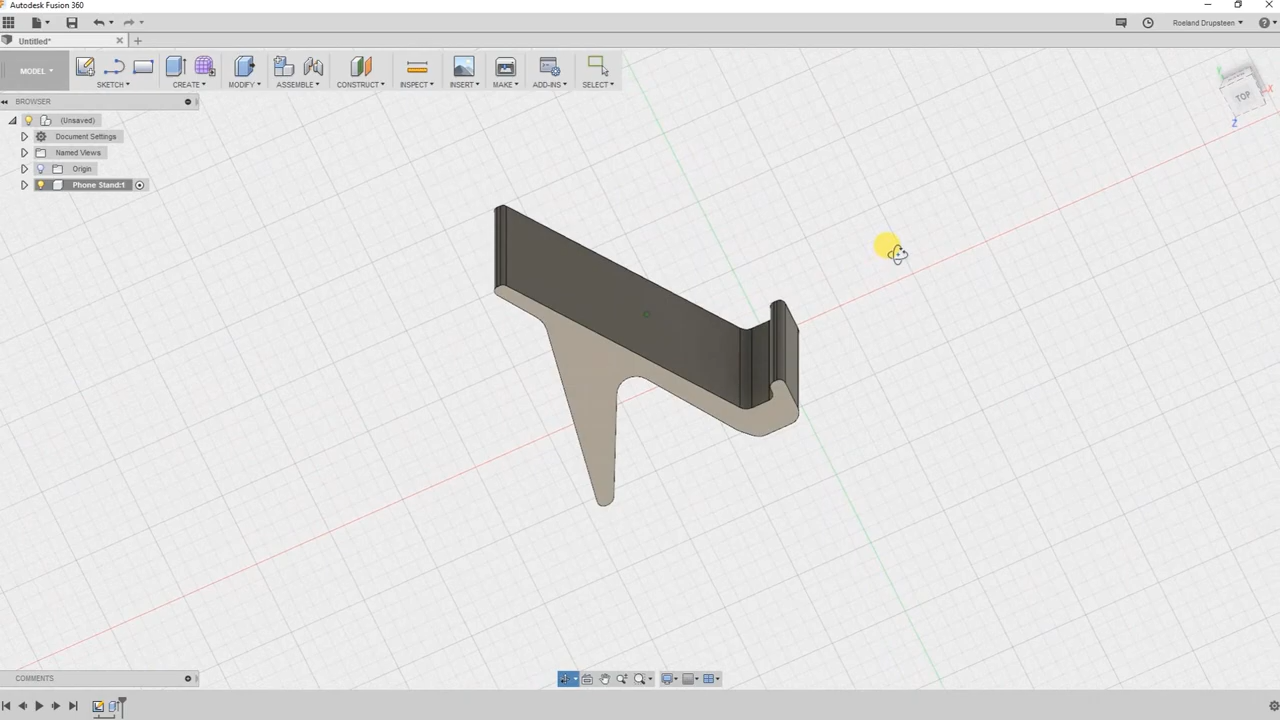 Autodesk Fusion 360
Roeland Drupsteen
Untitled*
MODEL
SKETCH
CREATE
MODIFY
ASSEMBLE
CONSTRUCT
INSPECT
INSERT
MAKE
ADD-INS
SELECT
TOP
X
Y
Z
BROWSER
(Unsaved)
Document Settings
Named Views
Origin
Phone Stand:1
COMMENTS